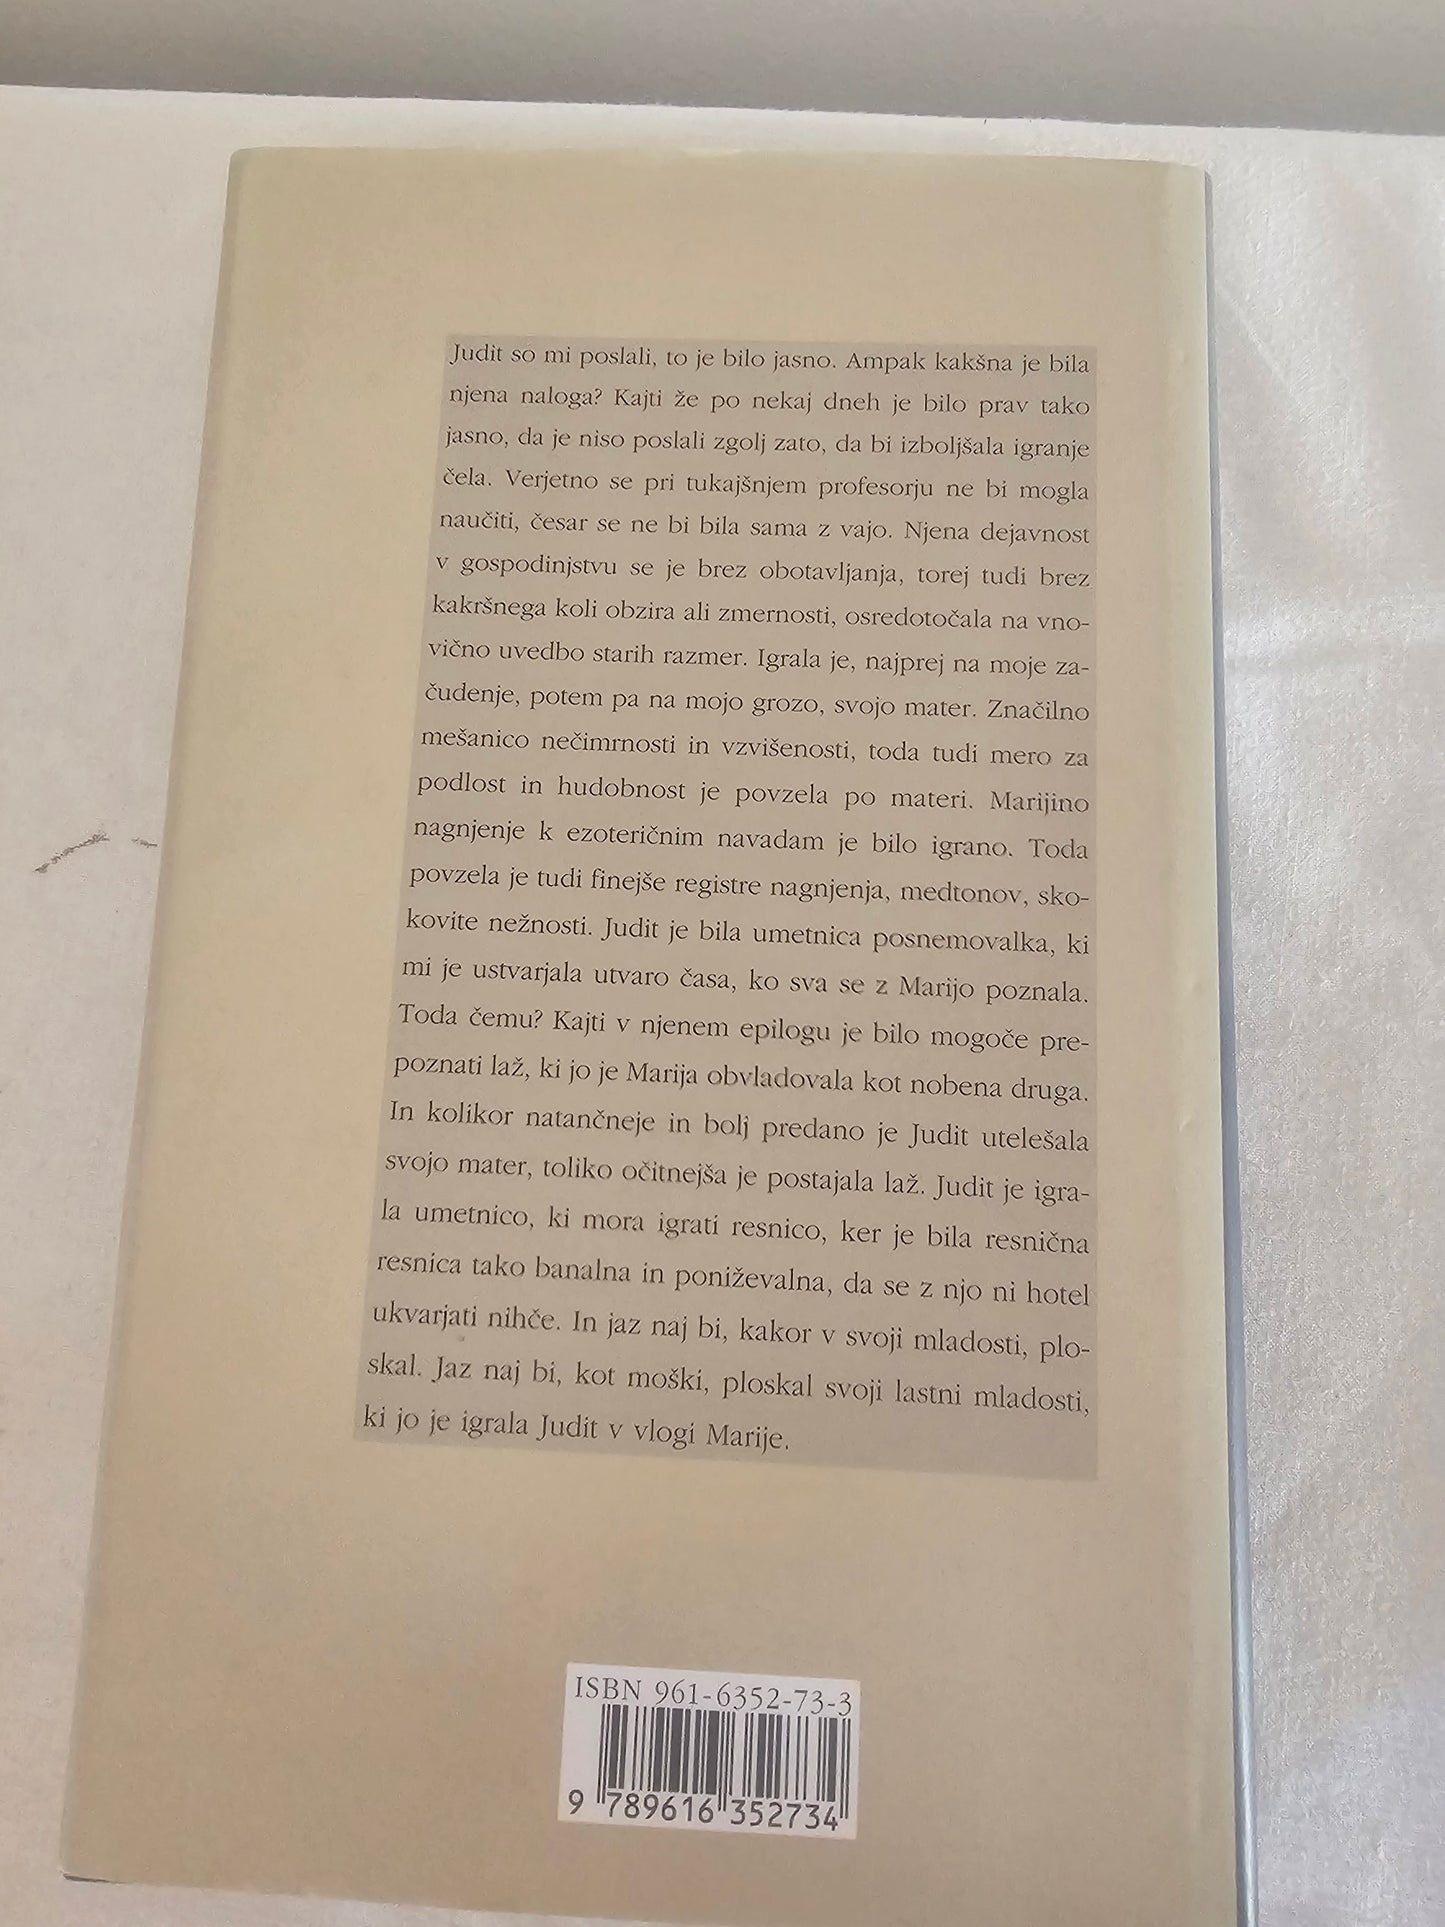 Judit so mi poslali, to je bilo jasno. Ampak kakšna je bila
njena naloga? Kajti že po nekaj dneh je bilo prav tako
jasno, da je niso poslali zgolj zato, da bi izboljšala igranje
čela. Verjetno se pri tukajšnjem profesorju ne bi mogla
naučiti, česar se ne bi bila sama z vajo. Njena dejavnost
v gospodinjstvu se je brez obotavljanja, torej tudi brez
kakršnega koli obzira ali zmernosti, osredotočala na vno-
vično uvedbo starih razmer. Igrala je, najprej na moje za-
čudenje, potem pa na mojo grozo, svojo mater. Značilno
mešanico nečimrnosti in vzvišenosti, toda tudi mero za
podlost in hudobnost je povzela po materi. Marijino
nagnjenje k ezoteričnim navadam je bilo igrano. Toda
povzela je tudi finejše registre nagnjenja, medtonov, sko-
kovite nežnosti. Judit je bila umetnica posnemovalka, ki
mi je ustvarjala utvaro časa, ko sva se z Marijo poznala.
Toda čemu? Kajti v njenem epilogu je bilo mogoče pre-
poznati laž, ki jo je Marija obvladovala kot nobena druga.
In kolikor natančneje in bolj predano je Judit utelešala
svojo mater, toliko očitnejša je postajala laž. Judit je igra-
la umetnico, ki mora igrati resnico, ker je bila resnična
resnica tako banalna in poniževalna, da se z njo ni hotel
ukvarjati nihče. In jaz naj bi, kakor v svoji mladosti, plo-
skal. Jaz naj bi, kot moški, ploskal svoji lastni mladosti,
ki jo je igrala Judit v vlogi Marije.
ISBN 961-6352-73-3
9 789616 352734